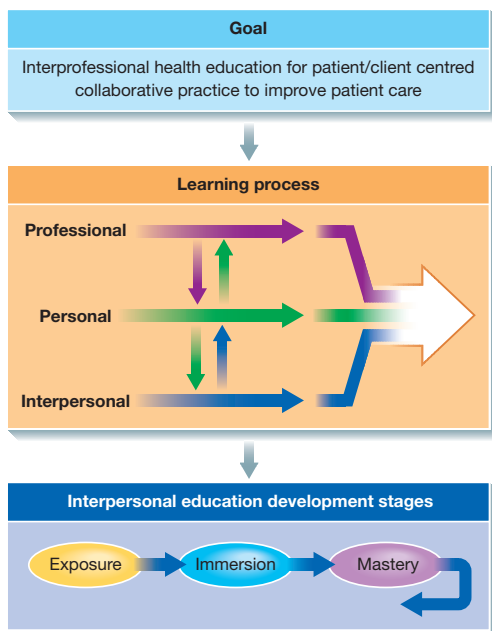 Goal
Interprofessional health education for patient/client centred
collaborative practice to improve patient care
Learning process
Professional
Personal
Interpersonal
Interpersonal education development stages
Exposure
Immersion
Mastery